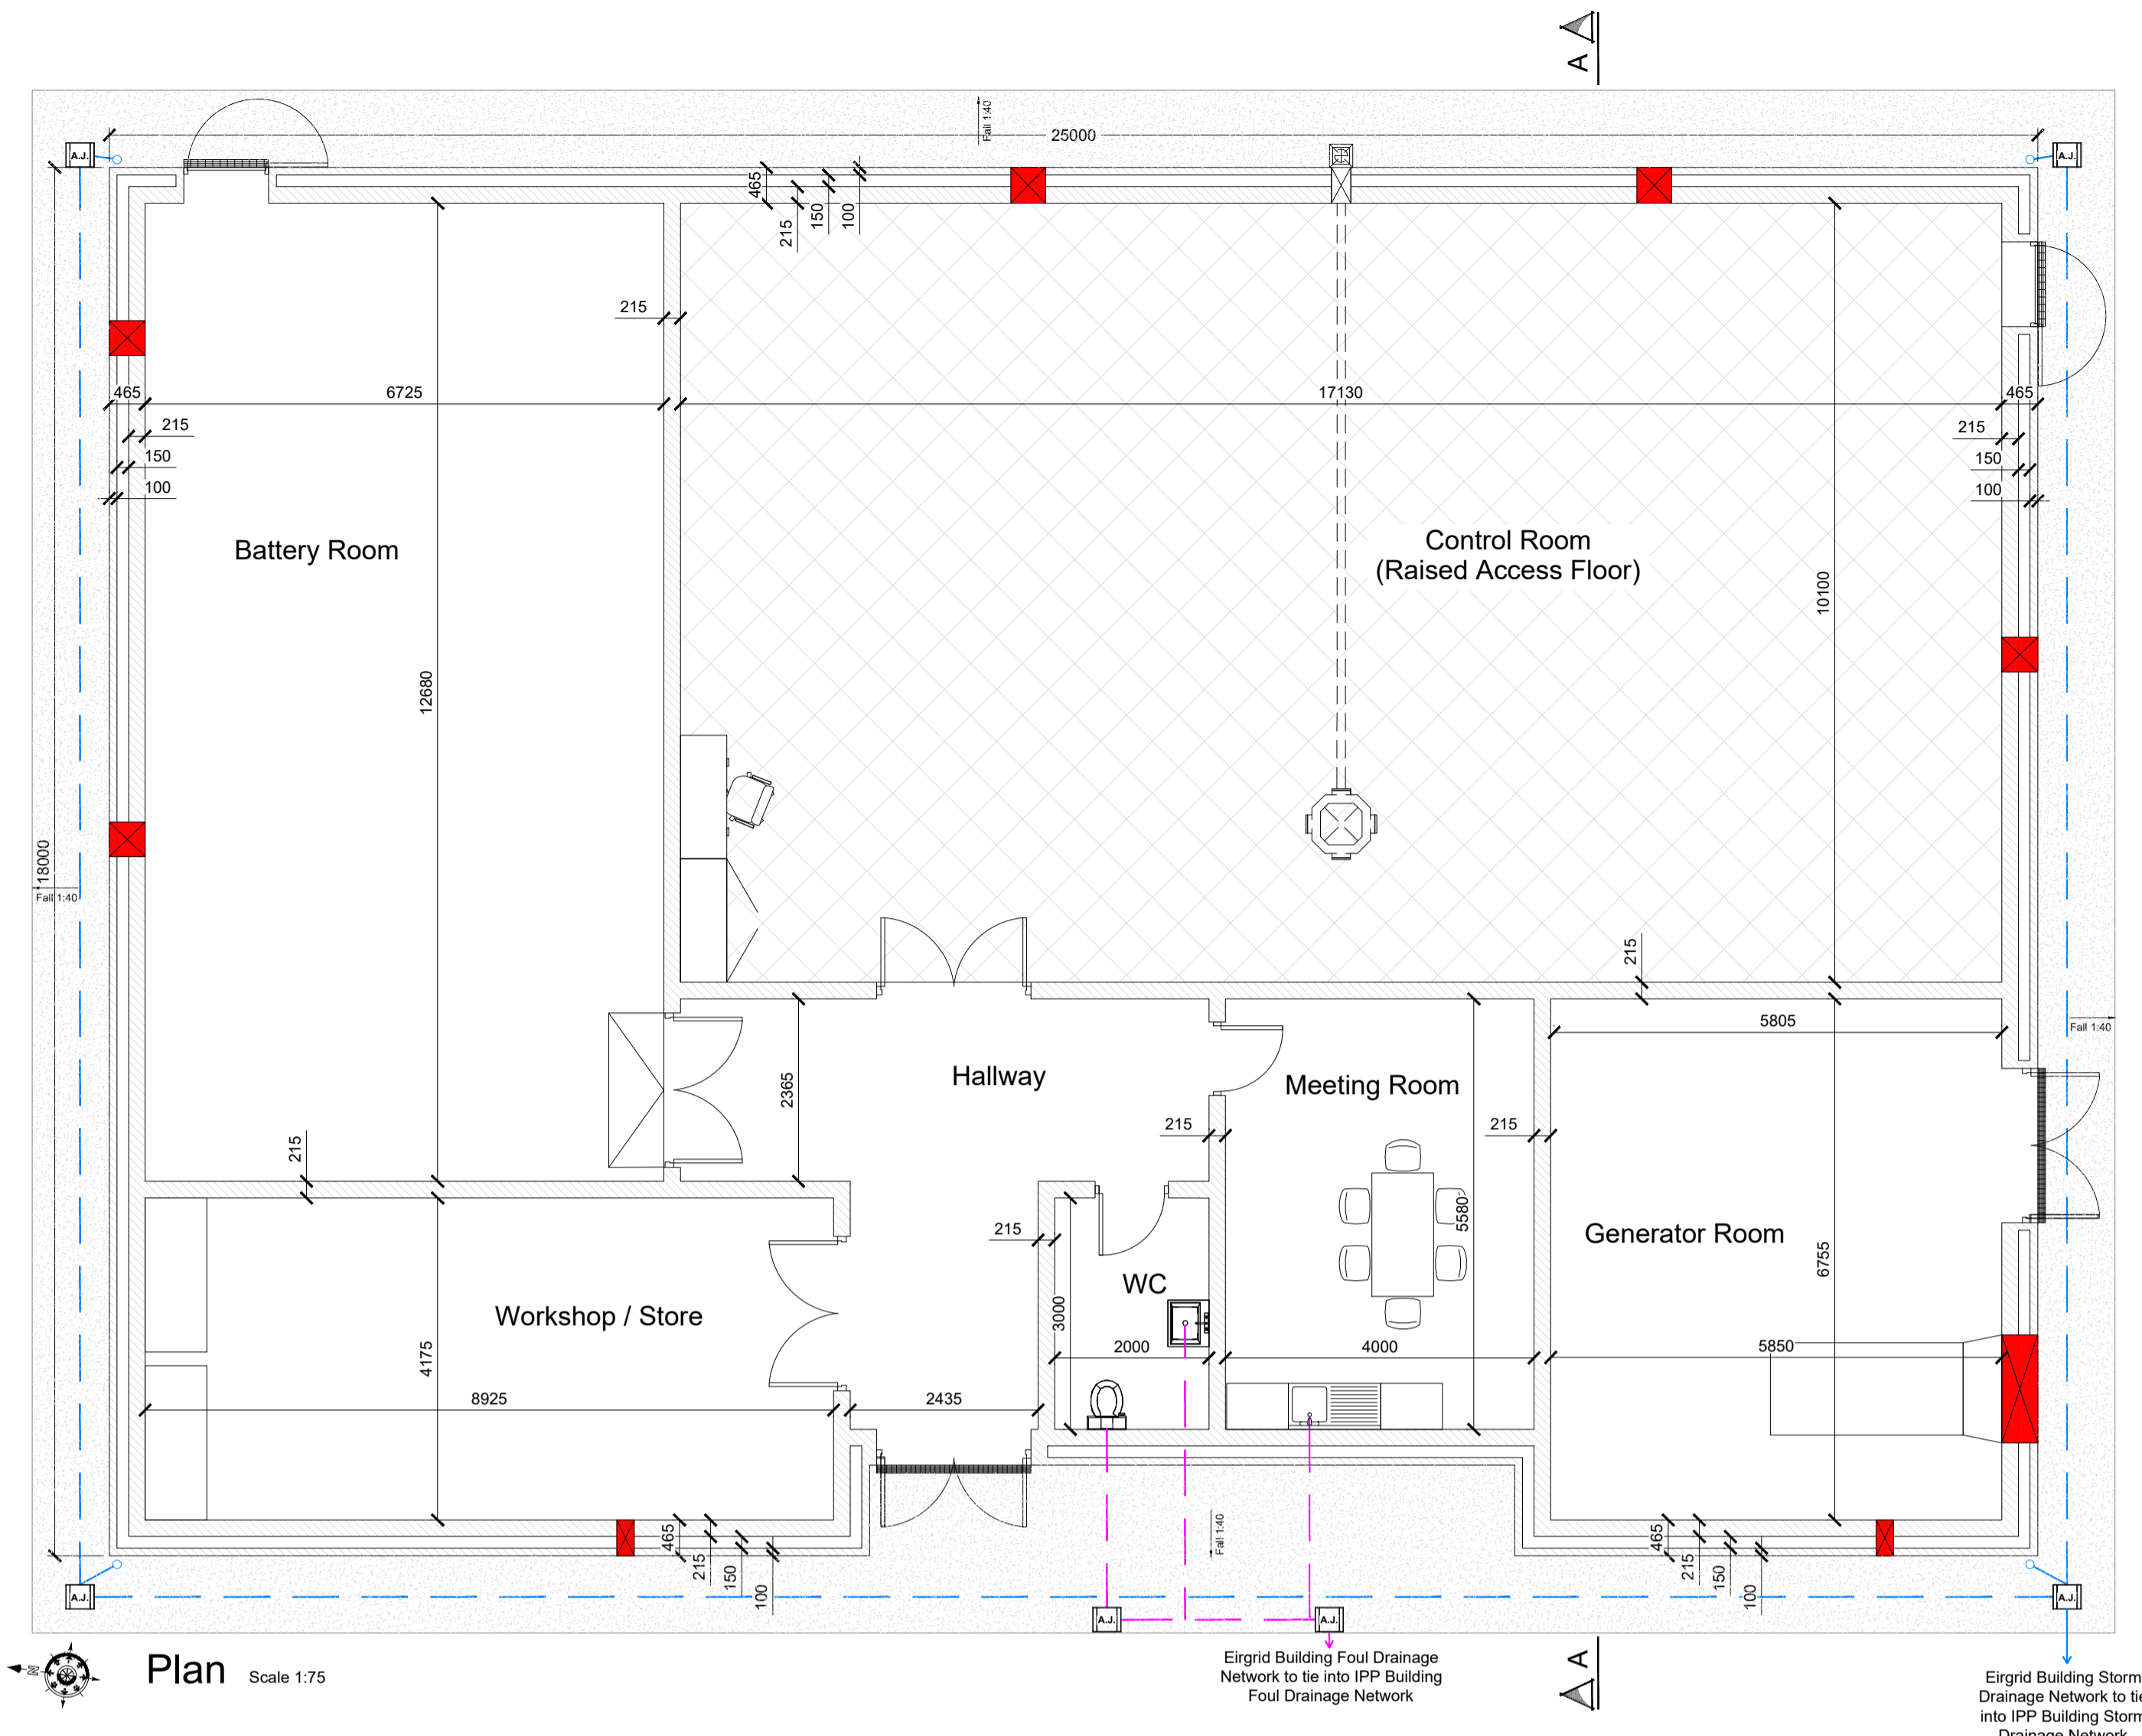 A
Fall 1:40
25000
A.J.
A.J.
465
215
150
100
215
465
6725
17130
465
215
150
100
215
150
100
Battery Room
Control Room
(Raised Access Floor)
10100
12680
18000
Fall 1:40
215
5805
Fall 1:40
Hallway
2365
Meeting Room
215
215
215
5580
Generator Room
215
6755
WC
3000
Workshop / Store
4175
2000
4000
5850
8925
2435
465
215
150
100
Fall 1:40
465
215
150
100
A.J.
A.J.
A.J.
A.J.
N
Plan Scale 1:75
Eirgrid Building Foul Drainage
Network to tie into IPP Building
Foul Drainage Network
A
Eirgrid Building Storm
Drainage Network to tie
into IPP Building Storm
Drainage Network